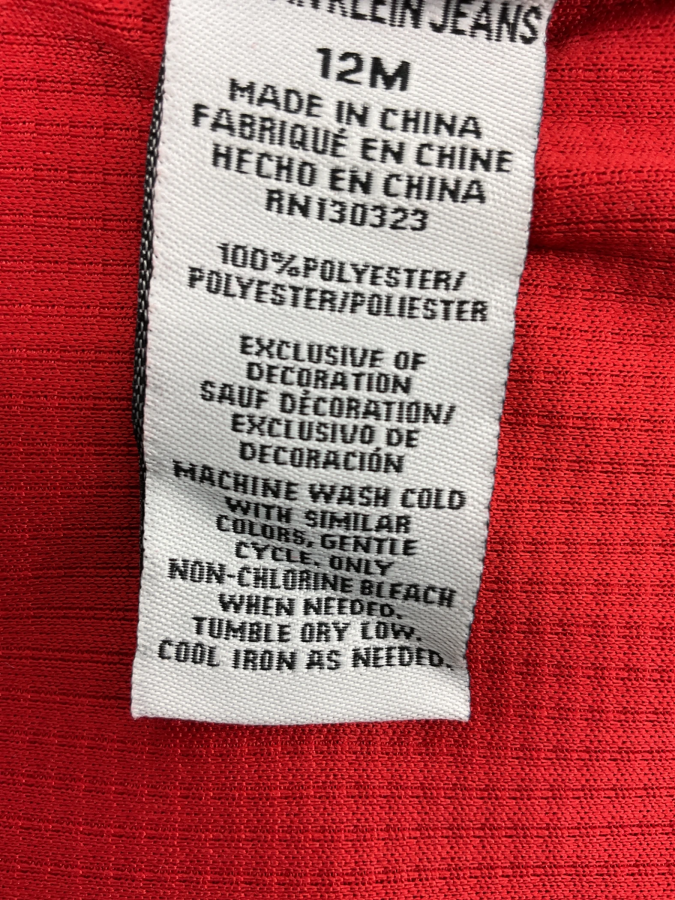 KLEIN JEANS
12M
MADE IN CHINA
FABRIQUÉ EN CHINE
HECHO EN CHINA
RN130323
100%POLYESTER/
POLYESTER/POLIESTER
EXCLUSIVE OF
DECORATION
SAUF DÉCORATION/
EXCLUSIVO DE
DECORACIÓN
MACHINE WASH COLD
WITH SIMILAR
COLORS, GENTLE
CYCLE. ONLY
NON-CHLORINE BLEACH
WHEN NEEDED.
TUMBLE DRY LOW.
COOL IRON AS NEEDED.